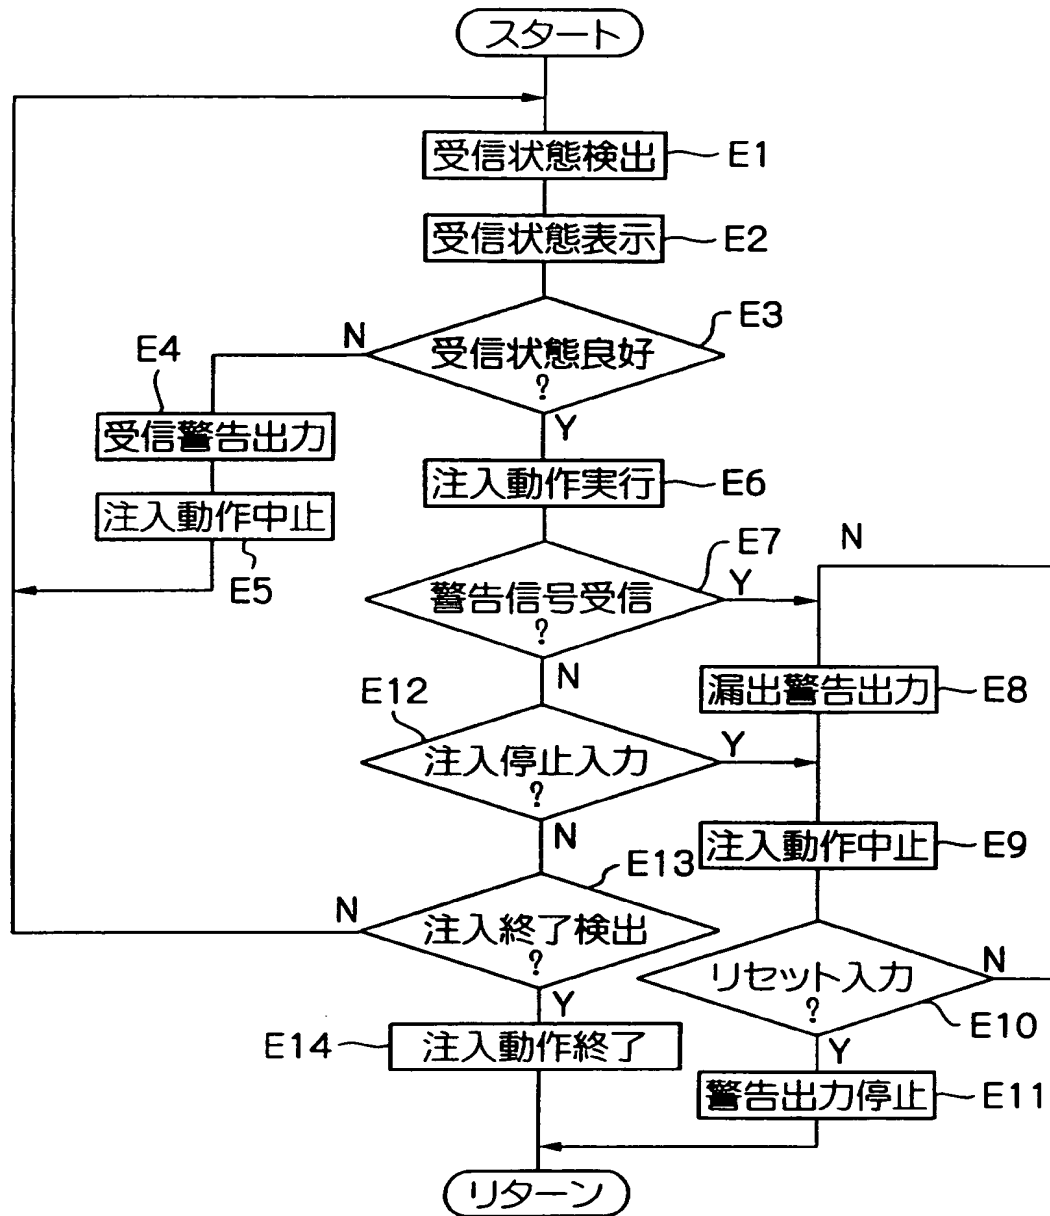 スタート
受信状態検出
E1
受信状態表示
E2
E3
受信状態良好
?
N
Y
E4
受信警告出力
注入動作中止
E5
注入動作実行
E6
E7
警告信号受信
?
Y
N
N
漏出警告出力
E8
E12
注入停止入力
?
Y
N
注入動作中止
E9
E13
注入終了検出
?
N
Y
リセット入力
?
N
E10
Y
E14
注入動作終了
警告出力停止
E11
リターン